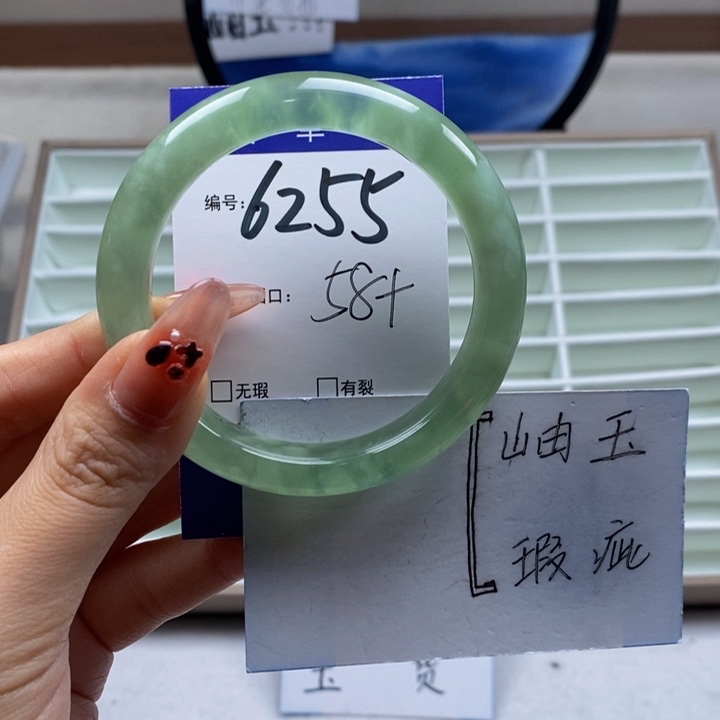 编号:6255
口:58+
□无瑕 □有裂
岫玉
瑕疵